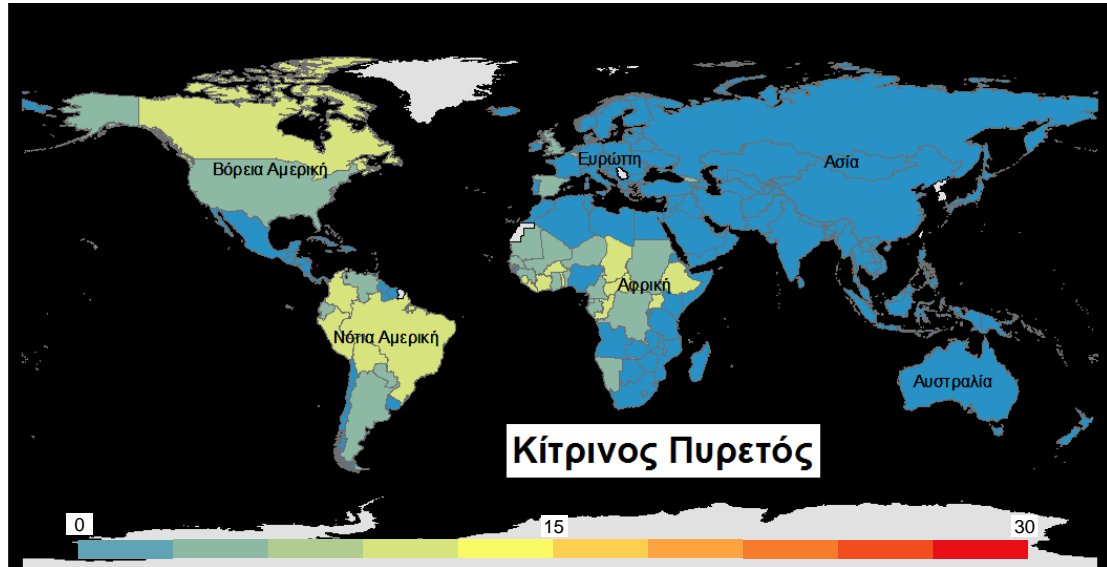 Βόρεια Αμερική
Ευρώπη
Ασία
Αφρική
Νότια Αμερική
Αυστραλία
Κίτρινος Πυρετός
0
15
30